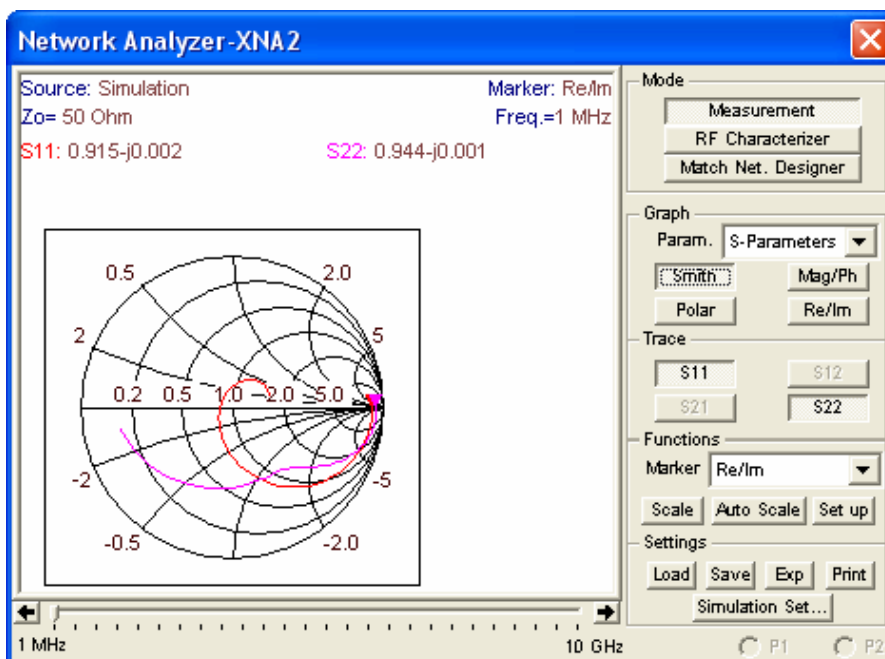 Network Analyzer-XNA2
Source: Simulation
Marker: Re/Im
Zo= 50 Ohm
Freq.=1 MHz
S11: 0.915-j0.002
S22: 0.944-j0.001
0.5
2.0
2
5
0.2 0.5 1.0 2.0 5.0
-2
-5
-0.5
-2.0
1 MHz
10 GHz
Mode
Measurement
RF Characterizer
Match Net. Designer
Graph
Param. S-Parameters
Smith Mag/Ph
Polar Re/Im
Trace
S11 S12
S21 S22
Functions
Marker Re/Im
Scale Auto Scale Set up
Settings
Load Save Exp Print
Simulation Set...
P1 P2